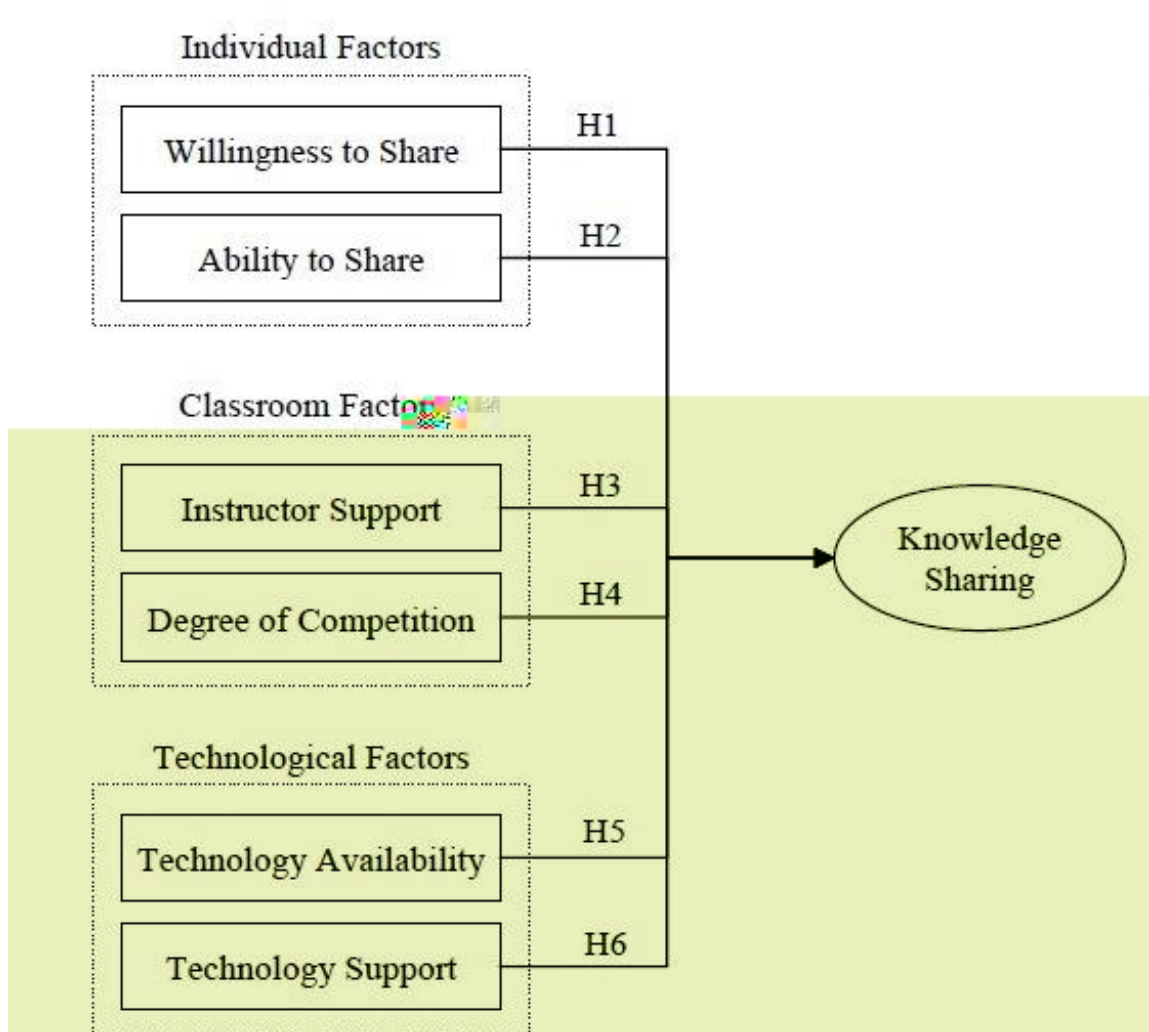 Individual Factors
Willingness to Share
H1
Ability to Share
H2
Classroom
Instructor Support
H3
Degree of Competition
H4
Knowledge
Sharing
Technological Factors
Technology Availability
H5
Technology Support
H6